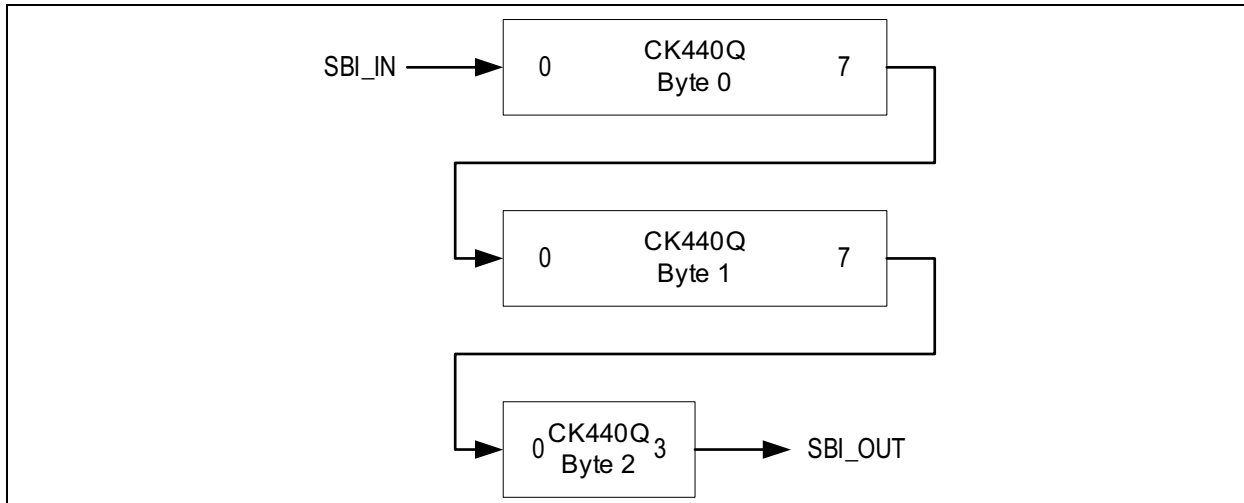 SBI_IN
0 CK440Q 7
Byte 0
0 CK440Q 7
Byte 1
0 CK440Q 3
Byte 2
SBI_OUT